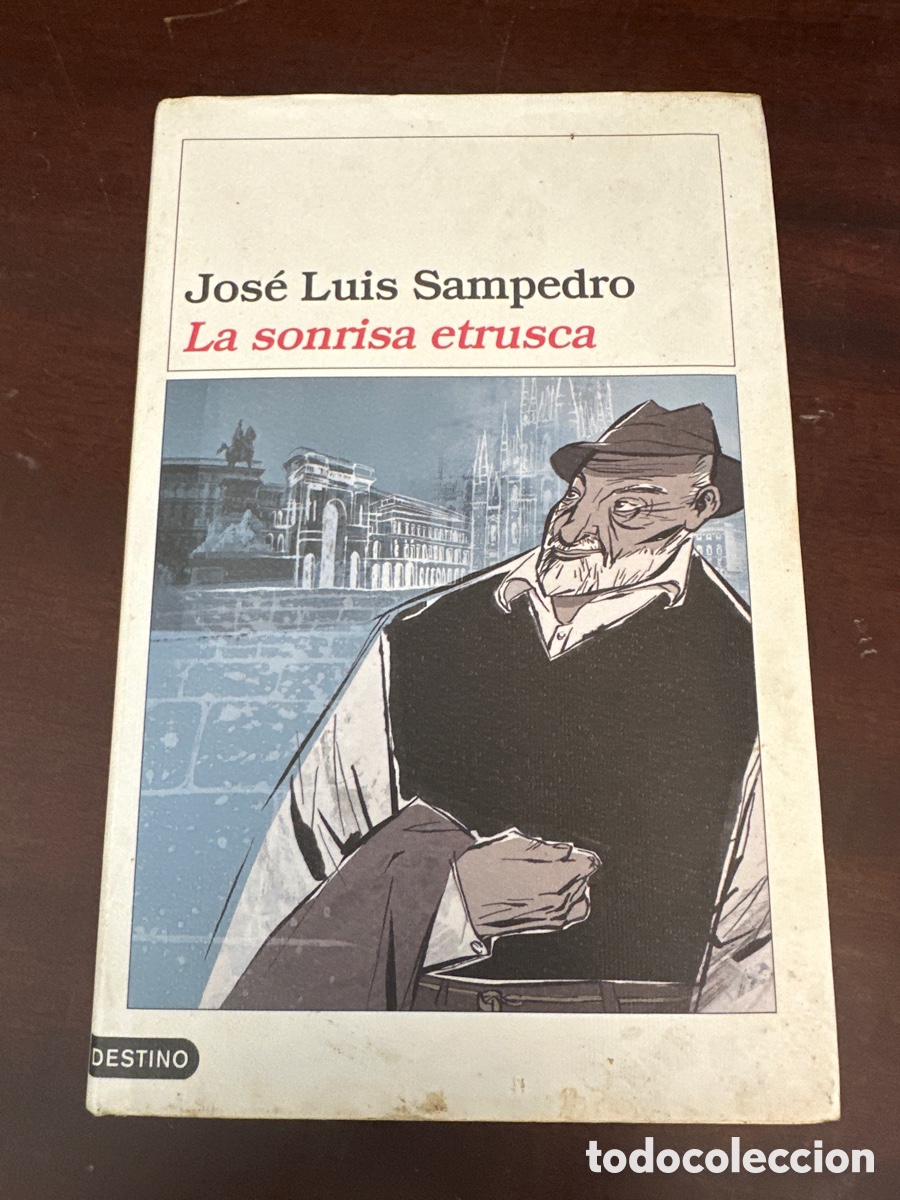 José Luis Sampedro
La sonrisa etrusca
DESTINO
todocoleccion